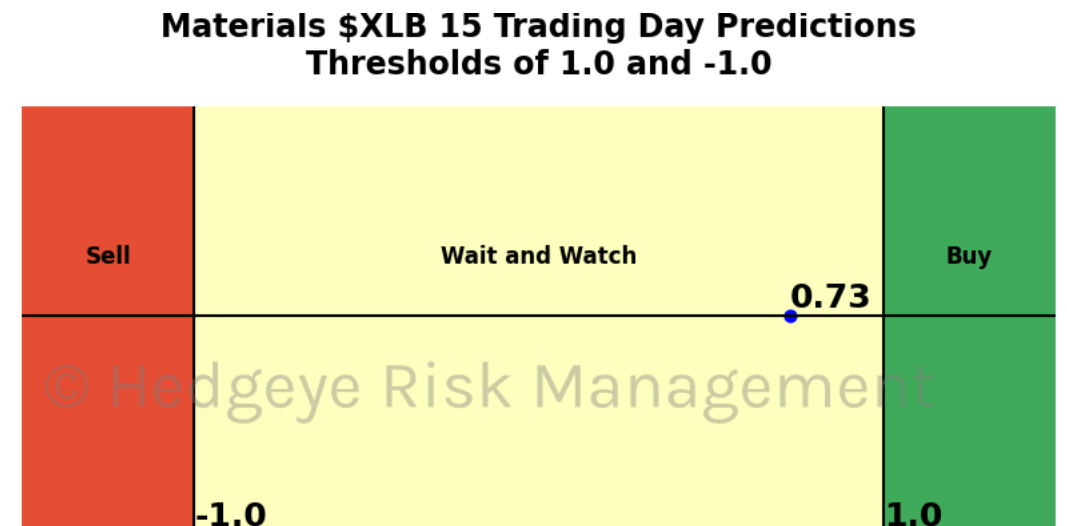 Materials $XLB 15 Trading Day Predictions
Thresholds of 1.0 and -1.0
Sell
Wait and Watch
Buy
0.73
© Hedgeye Risk Management
-1.0
1.0